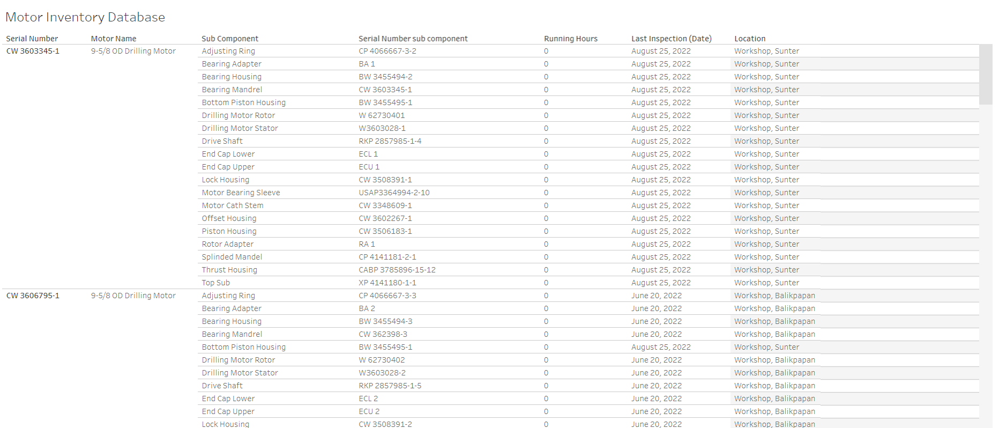 Motor Inventory Database
Serial Number Motor Name Sub Component Serial Number sub component Running Hours Last Inspection (Date) Location
CW 3603345-1 9-5/8 OD Drilling Motor Adjusting Ring CP 4066667-3-2 0 August 25, 2022 Workshop, Sunter
Bearing Adapter BA 1 0 August 25, 2022 Workshop, Sunter
Bearing Housing BW 3455494-2 0 August 25, 2022 Workshop, Sunter
Bearing Mandrel CW 3603345-1 0 August 25, 2022 Workshop, Sunter
Bottom Piston Housing BW 3455495-1 0 August 25, 2022 Workshop, Sunter
Drilling Motor Rotor W 62730401 0 August 25, 2022 Workshop, Sunter
Drilling Motor Stator W3603028-1 0 August 25, 2022 Workshop, Sunter
Drive Shaft RKP 2857985-1-4 0 August 25, 2022 Workshop, Sunter
End Cap Lower ECL 1 0 August 25, 2022 Workshop, Sunter
End Cap Upper ECU 1 0 August 25, 2022 Workshop, Sunter
Lock Housing CW 3508391-1 0 August 25, 2022 Workshop, Sunter
Motor Bearing Sleeve USAP3364994-2-10 0 August 25, 2022 Workshop, Sunter
Motor Cath Stem CW 3348609-1 0 August 25, 2022 Workshop, Sunter
Offset Housing CW 3602267-1 0 August 25, 2022 Workshop, Sunter
Piston Housing CW 3506183-1 0 August 25, 2022 Workshop, Sunter
Rotor Adapter RA 1 0 August 25, 2022 Workshop, Sunter
Splinded Mandel CP 4141181-2-1 0 August 25, 2022 Workshop, Sunter
Thrust Housing CABP 3785896-15-12 0 August 25, 2022 Workshop, Sunter
Top Sub XP 4141180-1-1 0 August 25, 2022 Workshop, Sunter
CW 3606795-1 9-5/8 OD Drilling Motor Adjusting Ring CP 4066667-3-3 0 June 20, 2022 Workshop, Balikpapan
Bearing Adapter BA 2 0 June 20, 2022 Workshop, Balikpapan
Bearing Housing BW 3455494-3 0 June 20, 2022 Workshop, Balikpapan
Bearing Mandrel CW 362398-3 0 June 20, 2022 Workshop, Balikpapan
Bottom Piston Housing BW 3455495-1 0 August 25, 2022 Workshop, Sunter
Drilling Motor Rotor W 62730402 0 June 20, 2022 Workshop, Balikpapan
Drilling Motor Stator W3603028-2 0 June 20, 2022 Workshop, Balikpapan
Drive Shaft RKP 2857985-1-5 0 June 20, 2022 Workshop, Balikpapan
End Cap Lower ECL 2 0 June 20, 2022 Workshop, Balikpapan
End Cap Upper ECU 2 0 June 20, 2022 Workshop, Balikpapan
Lock Housing CW 3508391-2 0 June 20, 2022 Workshop, Balikpapan